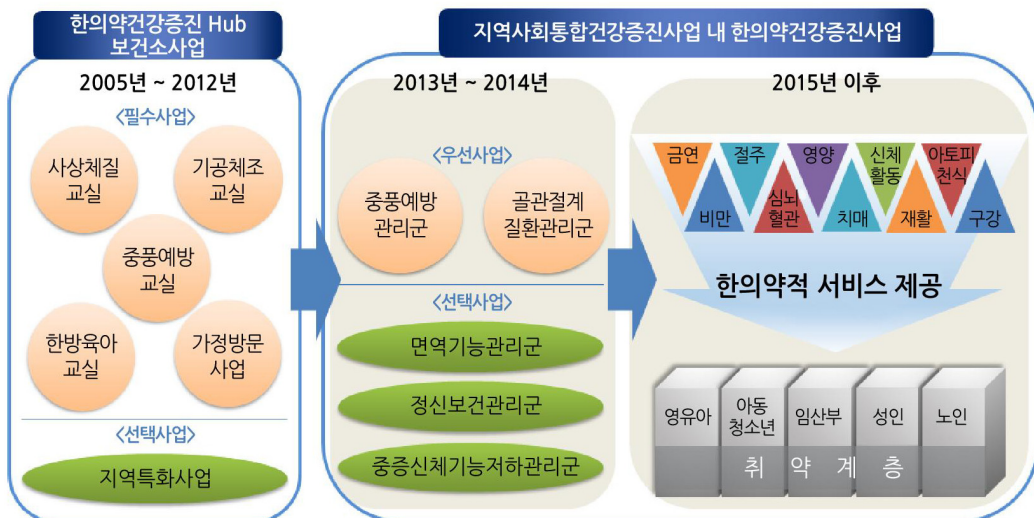 한의약건강증진 Hub
보건소사업
2005년 ~ 2012년
<필수사업>
사상체질
교실
기공체조
교실
중풍예방
교실
한방육아
교실
가정방문
사업
<선택사업>
지역특화사업
지역사회통합건강증진사업 내 한의약건강증진사업
2013년 ~ 2014년
<우선사업>
중풍예방
관리군
골관절계
질환관리군
<선택사업>
면역기능관리군
정신보건관리군
중증신체기능저하관리군
2015년 이후
금연
절주
영양
신체
활동
아토피
천식
비만
심뇌
혈관
치매
재활
구강
한의약적 서비스 제공
영유아
아동
청소년
임산부
성인
노인
취 약 계 층